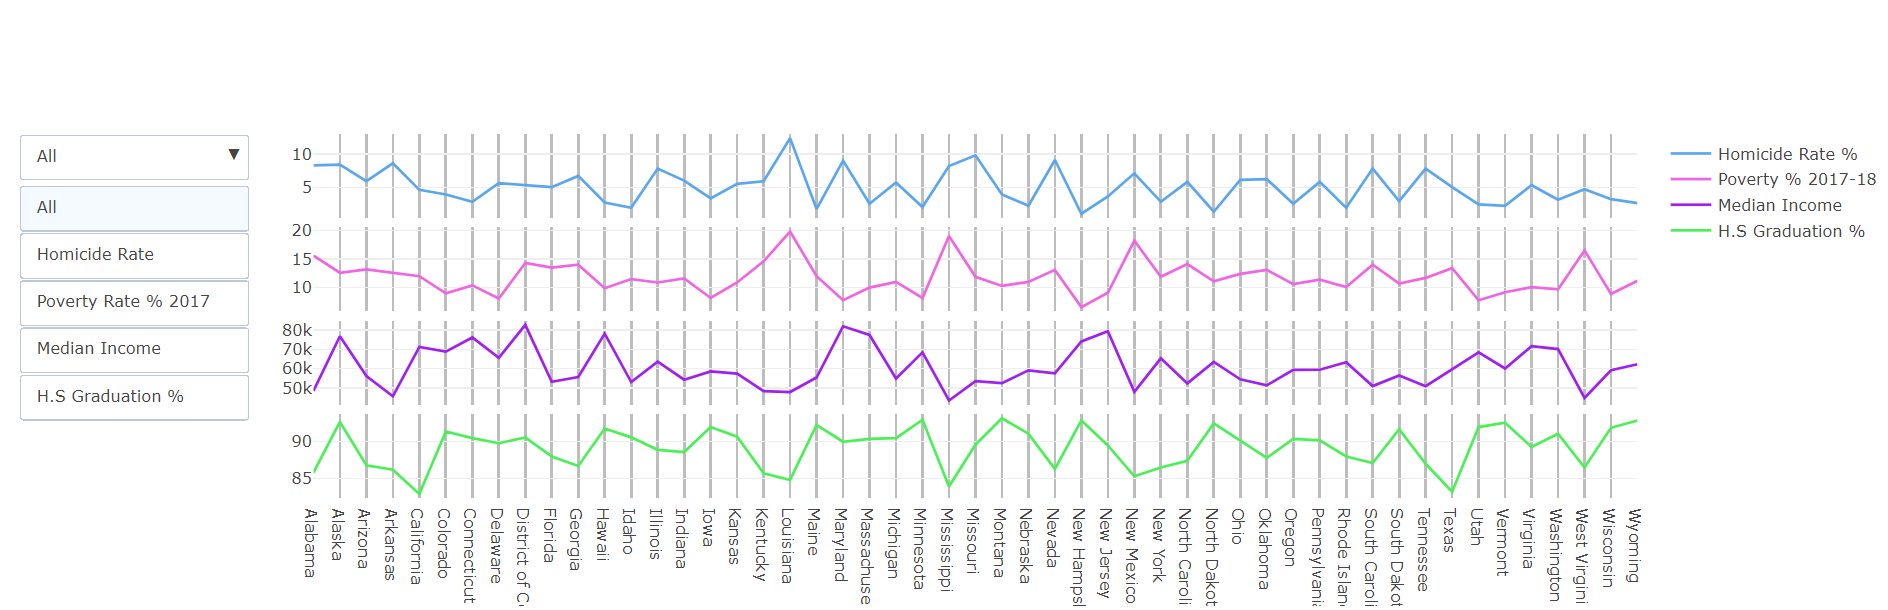 All ▼
All
Homicide Rate
Poverty Rate % 2017
Median Income
H.S Graduation %
10
5
20
15
10
80k
70k
60k
50k
90
85
Alabama
Alaska
Arizona
Arkansas
California
Colorado
Connecticut
Delaware
District of Co
Florida
Georgia
Hawaii
Idaho
Illinois
Indiana
Iowa
Kansas
Kentucky
Louisiana
Maine
Maryland
Massachuse
Michigan
Minnesota
Mississippi
Missouri
Montana
Nebraska
Nevada
New Hampsl
New Jersey
New Mexico
New York
North Caroli
North Dakot
Ohio
Oklahoma
Oregon
Pennsylvania
Rhode Islan
South Caroli
South Dakot
Tennessee
Texas
Utah
Vermont
Virginia
Washington
West Virgini
Wisconsin
Wyoming
Homicide Rate %
Poverty % 2017-18
Median Income
H.S Graduation %